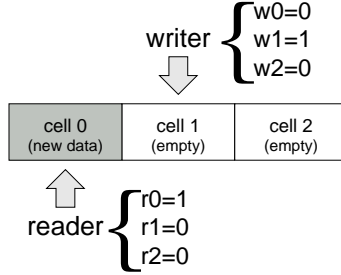 w0=0
writer
w1=1
w2=0
cell 0
(new data)
cell 1
(empty)
cell 2
(empty)
r0=1
reader
r1=0
r2=0